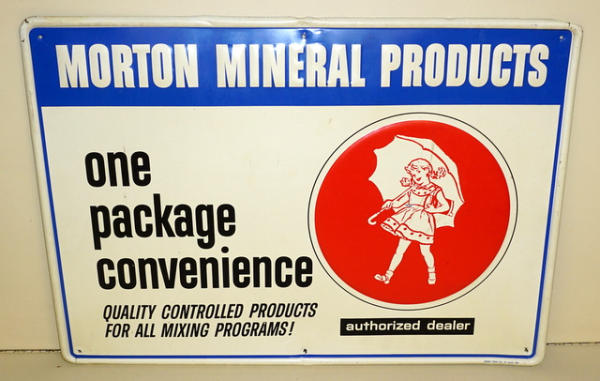 MORTON MINERAL PRODUCTS
one
package
convenience
QUALITY CONTROLLED PRODUCTS
FOR ALL MIXING PROGRAMS!
authorized dealer